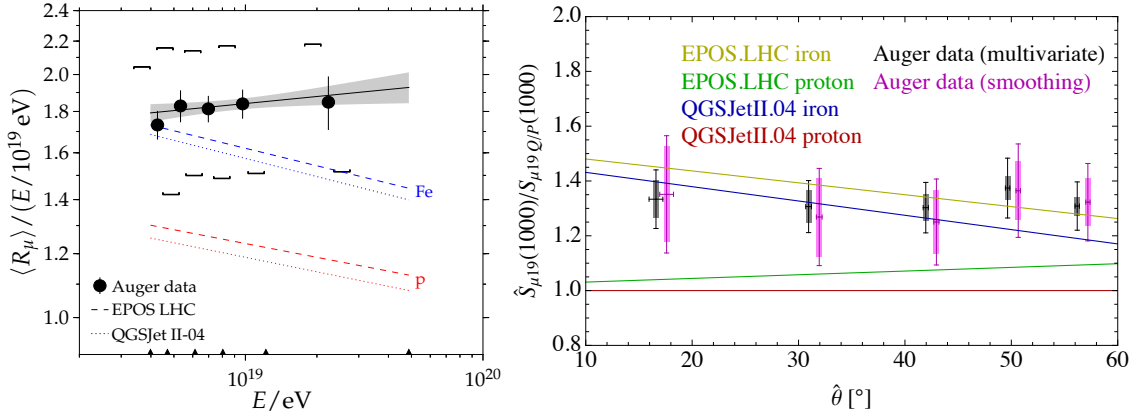 ⟨R_μ⟩/(E/10^19 eV)
2.2
2.0
1.8
1.6
1.4
1.2
1.0
Fe
p
Auger data
EPOS LHC
QGSJet II-04
10^19
10^20
E/eV
Ŝ_μ19(1000)/S_μ19 Q/P(1000)
2.0
1.8
1.6
1.4
1.2
1.0
0.8
EPOS.LHC iron
Auger data (multivariate)
EPOS.LHC proton
Auger data (smoothing)
QGSJetII.04 iron
QGSJetII.04 proton
10
20
30
40
50
60
θ̂ [°]